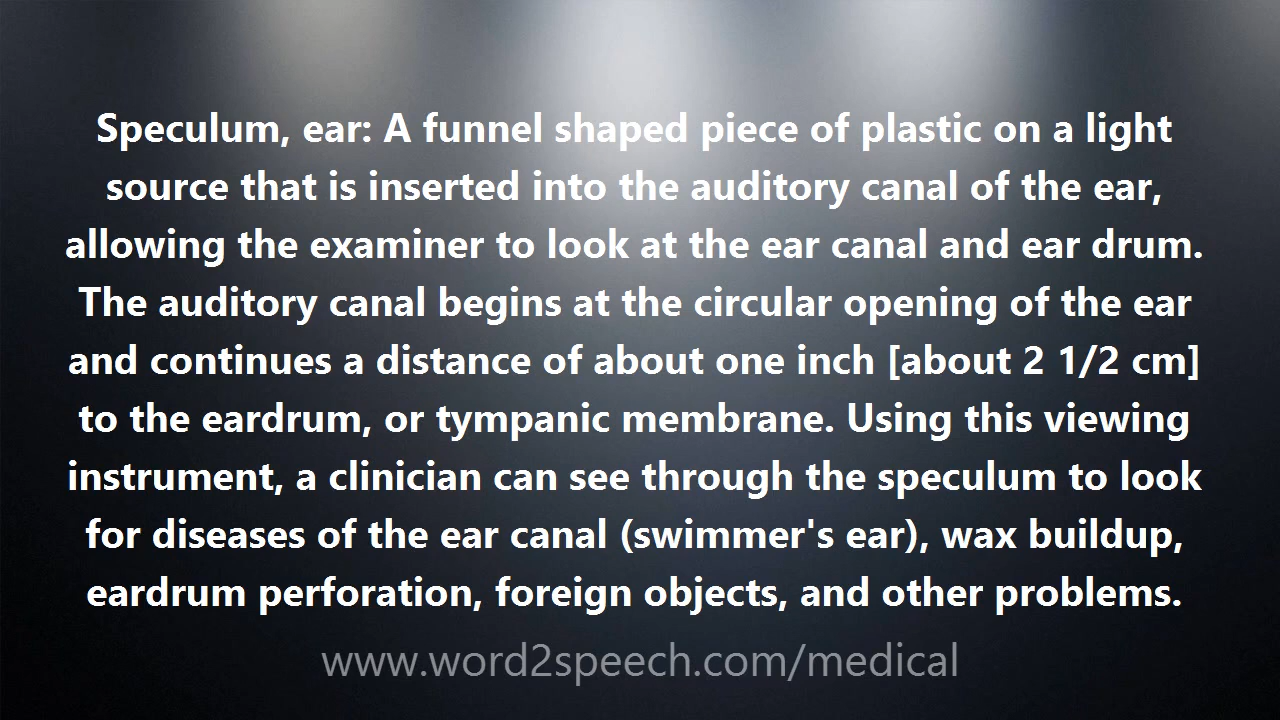 Speculum, ear: A funnel shaped piece of plastic on a light
source that is inserted into the auditory canal of the ear,
allowing the examiner to look at the ear canal and ear drum.
The auditory canal begins at the circular opening of the ear
and continues a distance of about one inch [about 2 1/2 cm]
to the eardrum, or tympanic membrane. Using this viewing
instrument, a clinician can see through the speculum to look
for diseases of the ear canal (swimmer's ear), wax buildup,
eardrum perforation, foreign objects, and other problems.
www.word2speech.com/medical